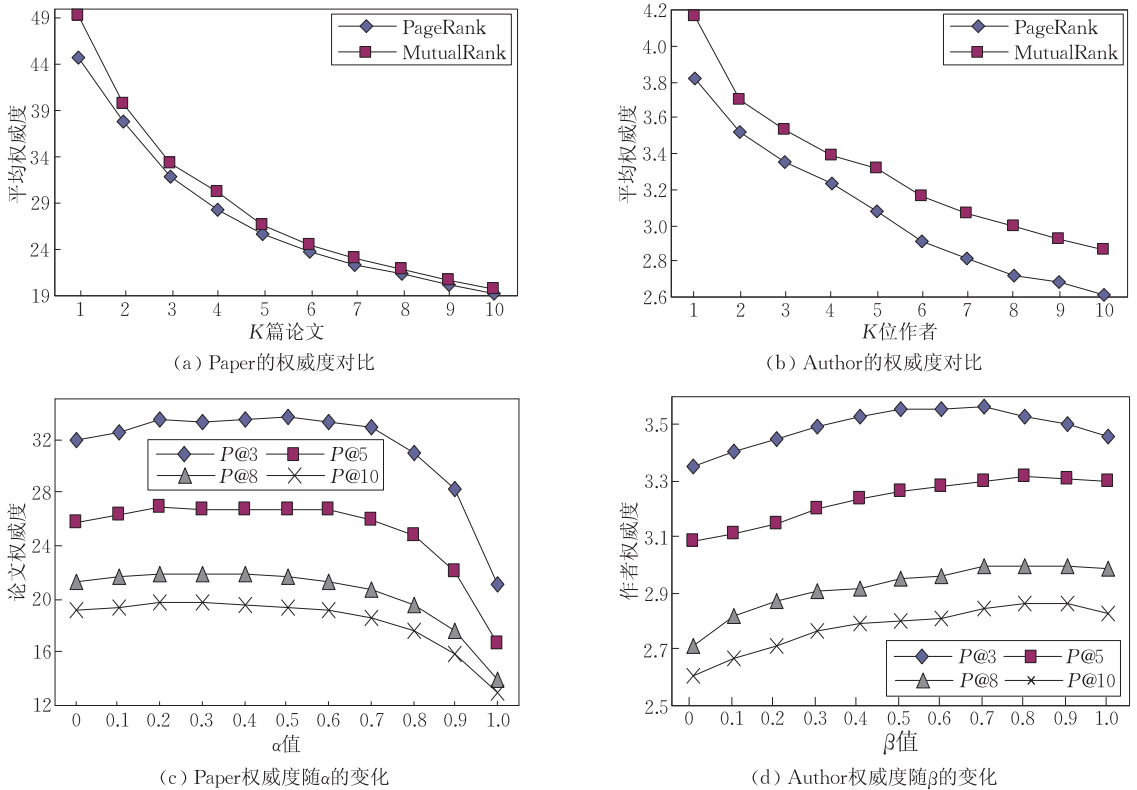 PageRank
MutualRank
49
44
39
34
29
24
19
平均权威度
1 2 3 4 5 6 7 8 9 10
K篇论文
(a) Paper的权威度对比
PageRank
MutualRank
4.2
4.0
3.8
3.6
3.4
3.2
3.0
2.8
2.6
平均权威度
1 2 3 4 5 6 7 8 9 10
K位作者
(b) Author的权威度对比
P@3 P@5
P@8 P@10
32
28
24
20
16
12
论文权威度
0 0.1 0.2 0.3 0.4 0.5 0.6 0.7 0.8 0.9 1.0
α值
(c) Paper权威度随α的变化
3.5
3.3
3.1
2.9
2.7
2.5
作者权威度
P@3 P@5
P@8 P@10
0 0.1 0.2 0.3 0.4 0.5 0.6 0.7 0.8 0.9 1.0
β值
(d) Author权威度随β的变化